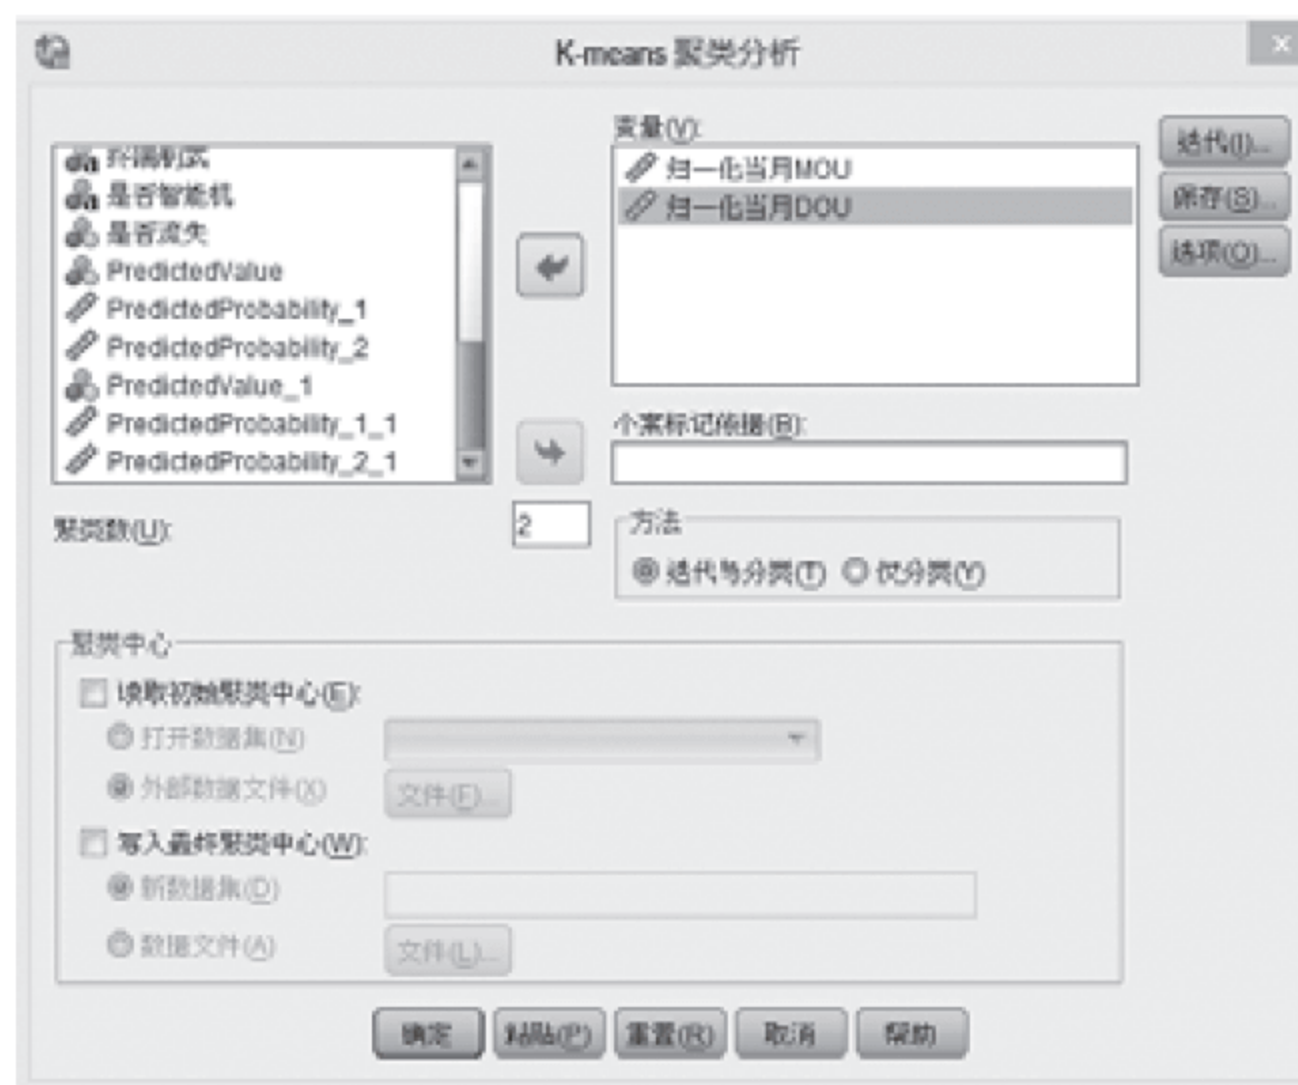 K-means 聚类分析
终端制式
是否智能机
是否流失
PredictedValue
PredictedProbability_1
PredictedProbability_2
PredictedValue_1
PredictedProbability_1_1
PredictedProbability_2_1
变量(V):
归一化当月MOU
归一化当月DOU
迭代(I)...
保存(S)...
选项(O)...
个案标记依据(B):
聚类数(U):
2
方法
迭代与分类(T) 仅分类(Y)
聚类中心
读取初始聚类中心(E):
打开数据集(N)
外部数据文件(X)
文件(F)...
写入最终聚类中心(W):
新数据集(D)
数据文件(A)
文件(L)...
确定 粘贴(P) 重置(R) 取消 帮助